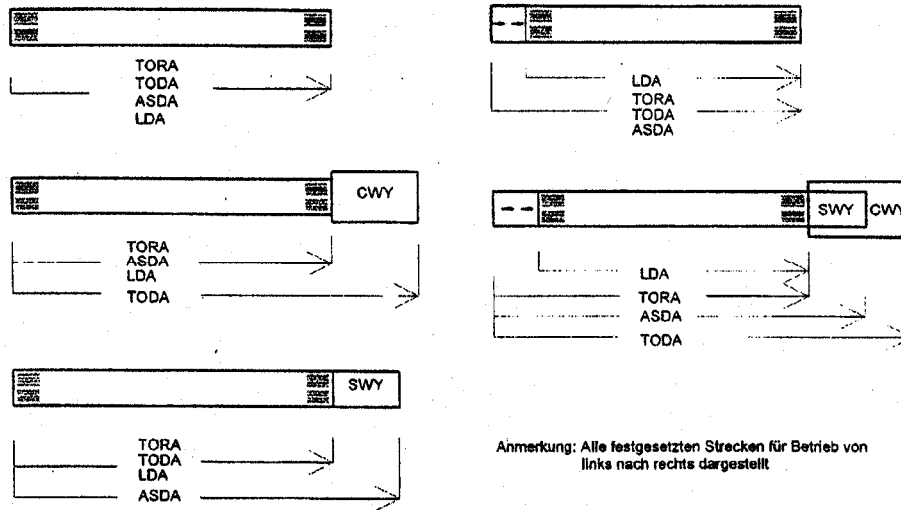 TORA
TODA
ASDA
LDA
CWY
TORA
ASDA
LDA
TODA
SWY
TORA
TODA
LDA
ASDA
LDA
TORA
TODA
ASDA
SWY CWY
LDA
TORA
ASDA
TODA
Anmerkung: Alle festgesetzten Strecken für Betrieb von
links nach rechts dargestellt